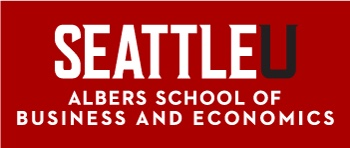 SEATTLEU
ALBERS SCHOOL OF
BUSINESS AND ECONOMICS